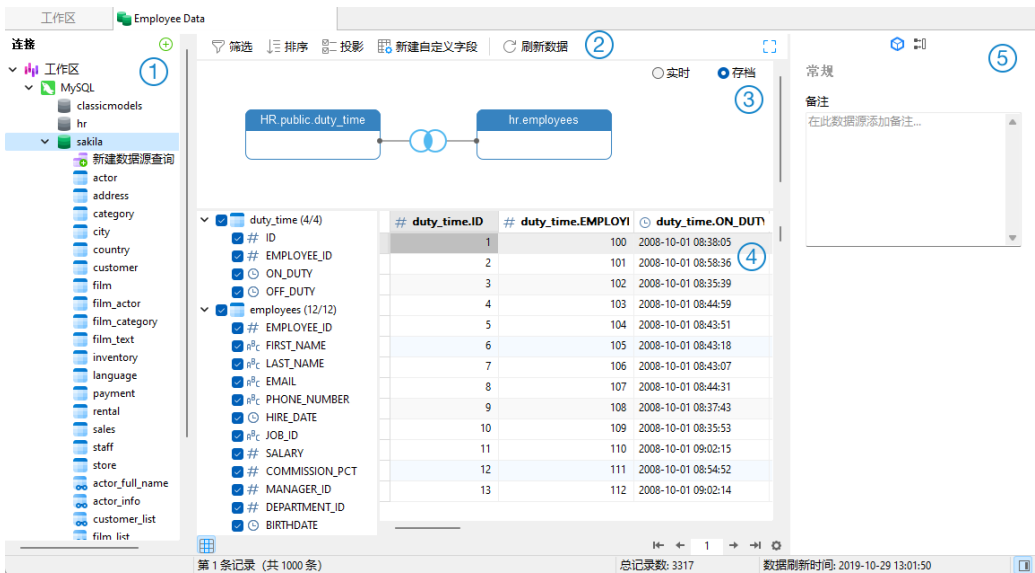 工作区
Employee Data
连接
①
工作区
MySQL
classicmodels
hr
sakila
新建数据源查询
actor
address
category
city
country
customer
film
film_actor
film_category
film_text
inventory
language
payment
rental
sales
staff
store
actor_full_name
actor_info
customer_list
film_list
筛选 排序 投影 新建自定义字段 刷新数据 ②
实时 存档
③
HR.public.duty_time
hr.employees
duty_time (4/4)
# ID
# EMPLOYEE_ID
ON_DUTY
OFF_DUTY
employees (12/12)
# EMPLOYEE_ID
ABC FIRST_NAME
ABC LAST_NAME
ABC EMAIL
ABC PHONE_NUMBER
HIRE_DATE
ABC JOB_ID
# SALARY
# COMMISSION_PCT
# MANAGER_ID
# DEPARTMENT_ID
BIRTHDATE
# duty_time.ID # duty_time.EMPLOYI duty_time.ON_DUTY
1 100 2008-10-01 08:38:05
④
2 101 2008-10-01 08:58:36
3 102 2008-10-01 08:35:39
4 103 2008-10-01 08:44:59
5 104 2008-10-01 08:43:51
6 105 2008-10-01 08:43:18
7 106 2008-10-01 08:43:07
8 107 2008-10-01 08:44:31
9 108 2008-10-01 08:37:43
10 109 2008-10-01 08:35:53
11 110 2008-10-01 09:02:15
12 111 2008-10-01 08:54:52
13 112 2008-10-01 09:02:14
1
第 1 条记录（共 1000 条） 总记录数: 3317 数据刷新时间: 2019-10-29 13:01:50
⑤
常规
备注
在此数据源添加备注...